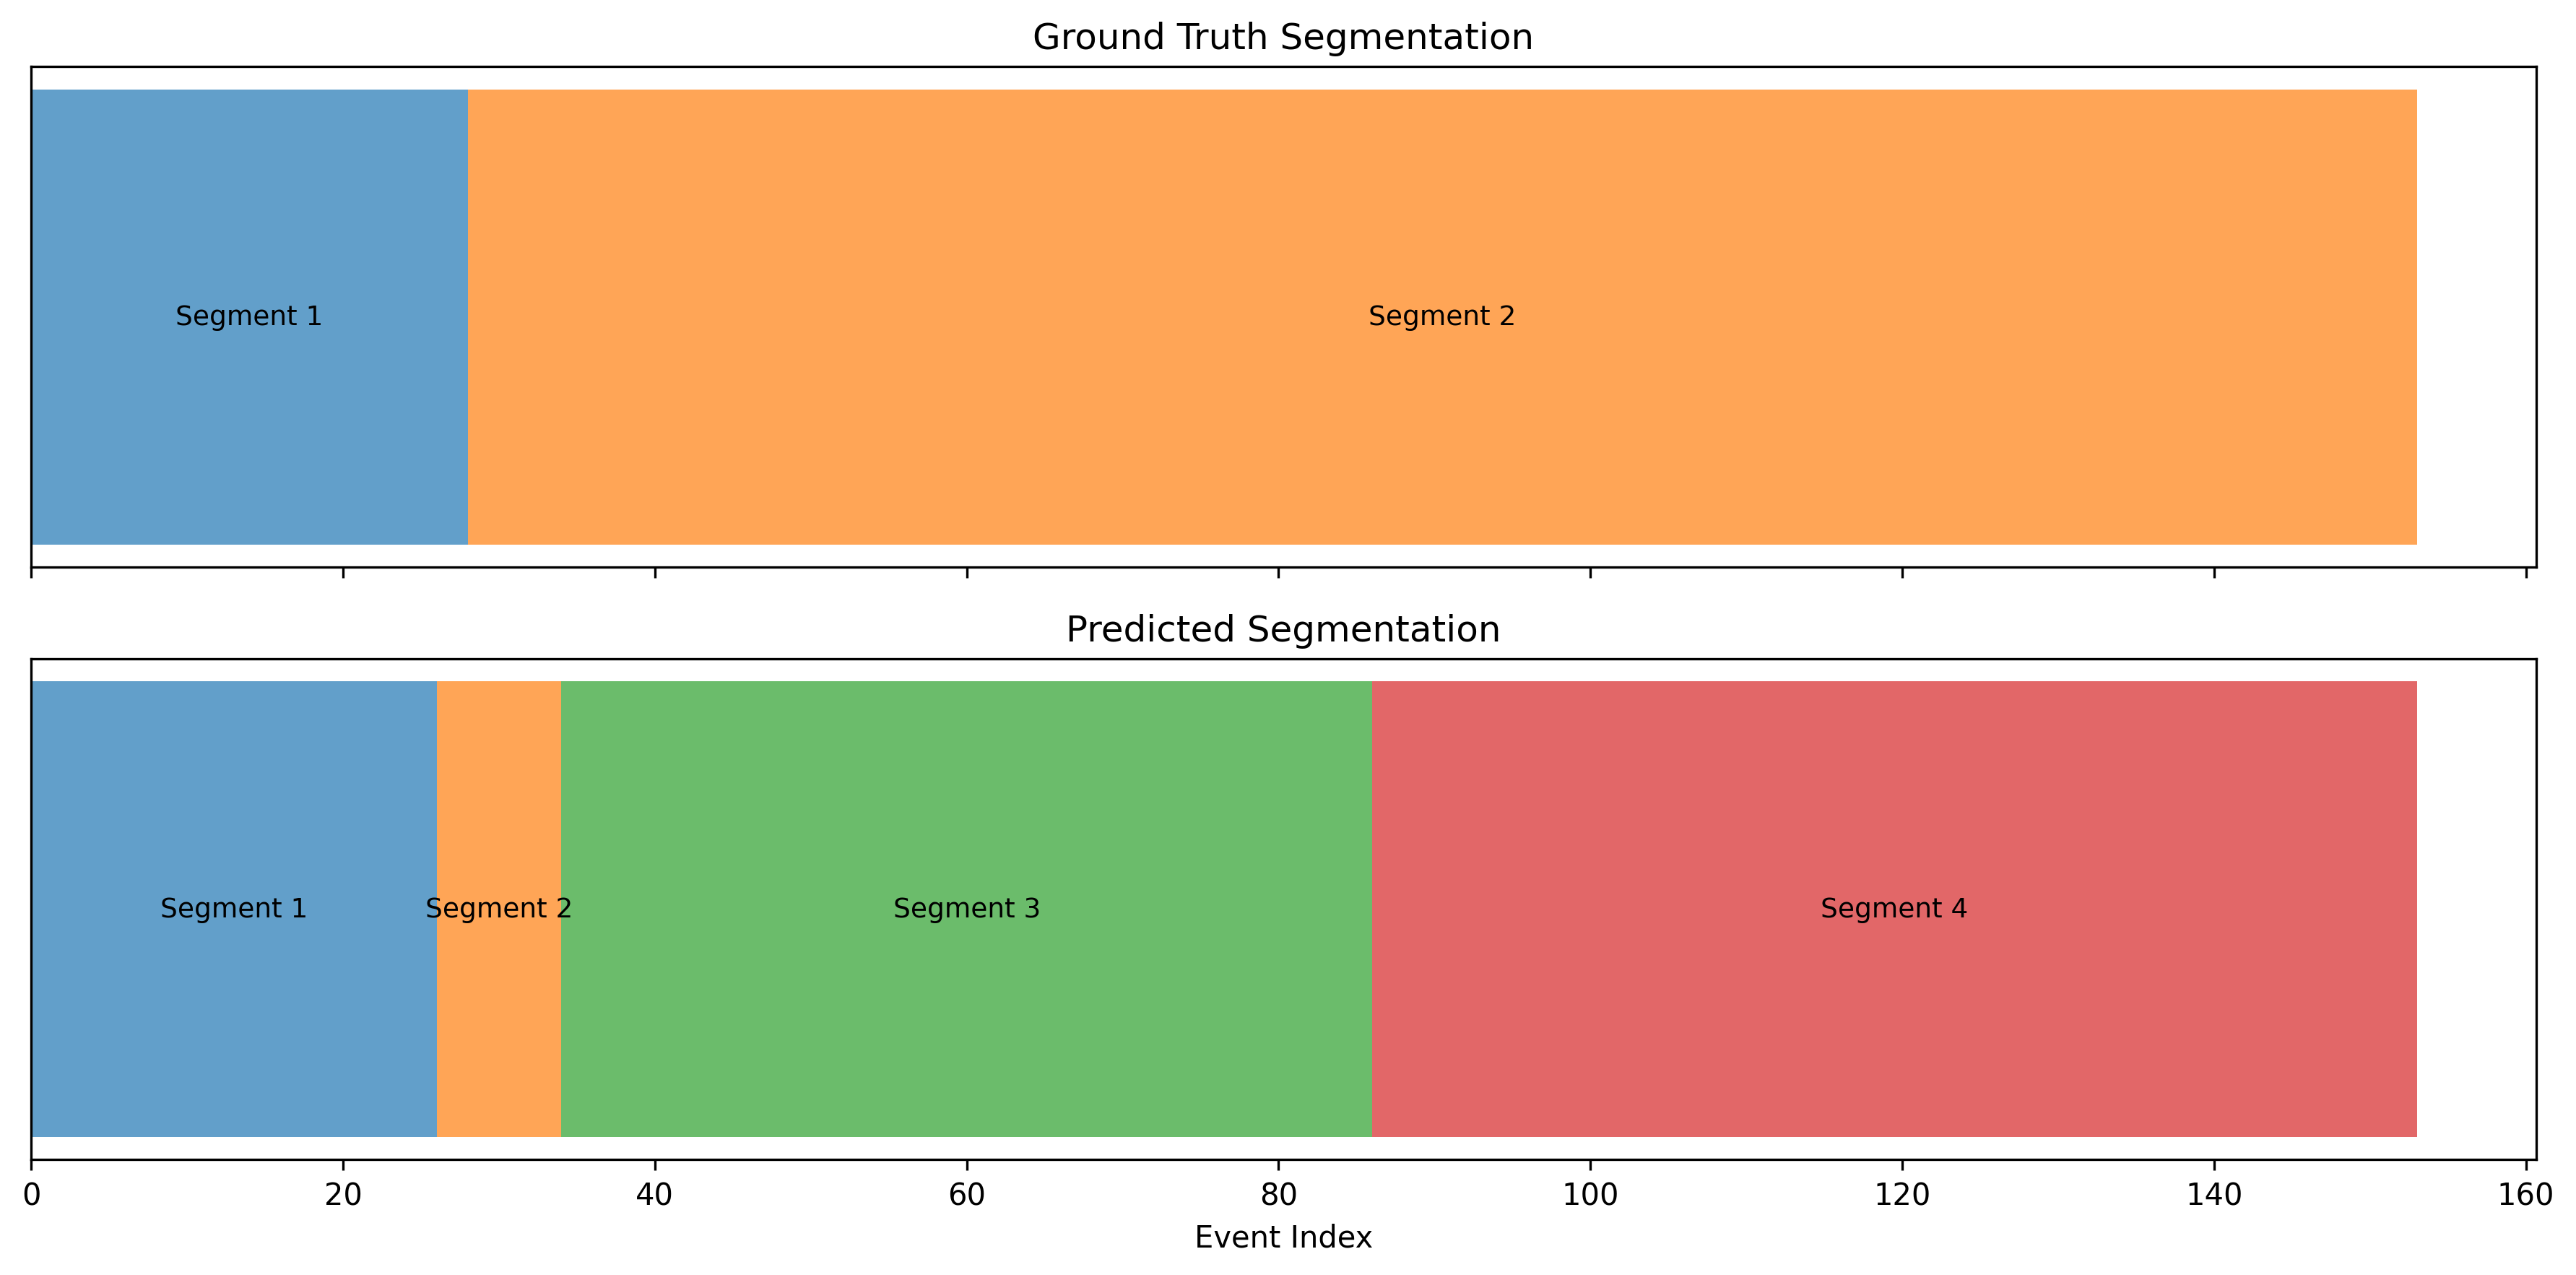 Ground Truth Segmentation
Segment 1 Segment 2
Predicted Segmentation
Segment 1 Segment 2 Segment 3 Segment 4
0 20 40 60 80 100 120 140 160
Event Index